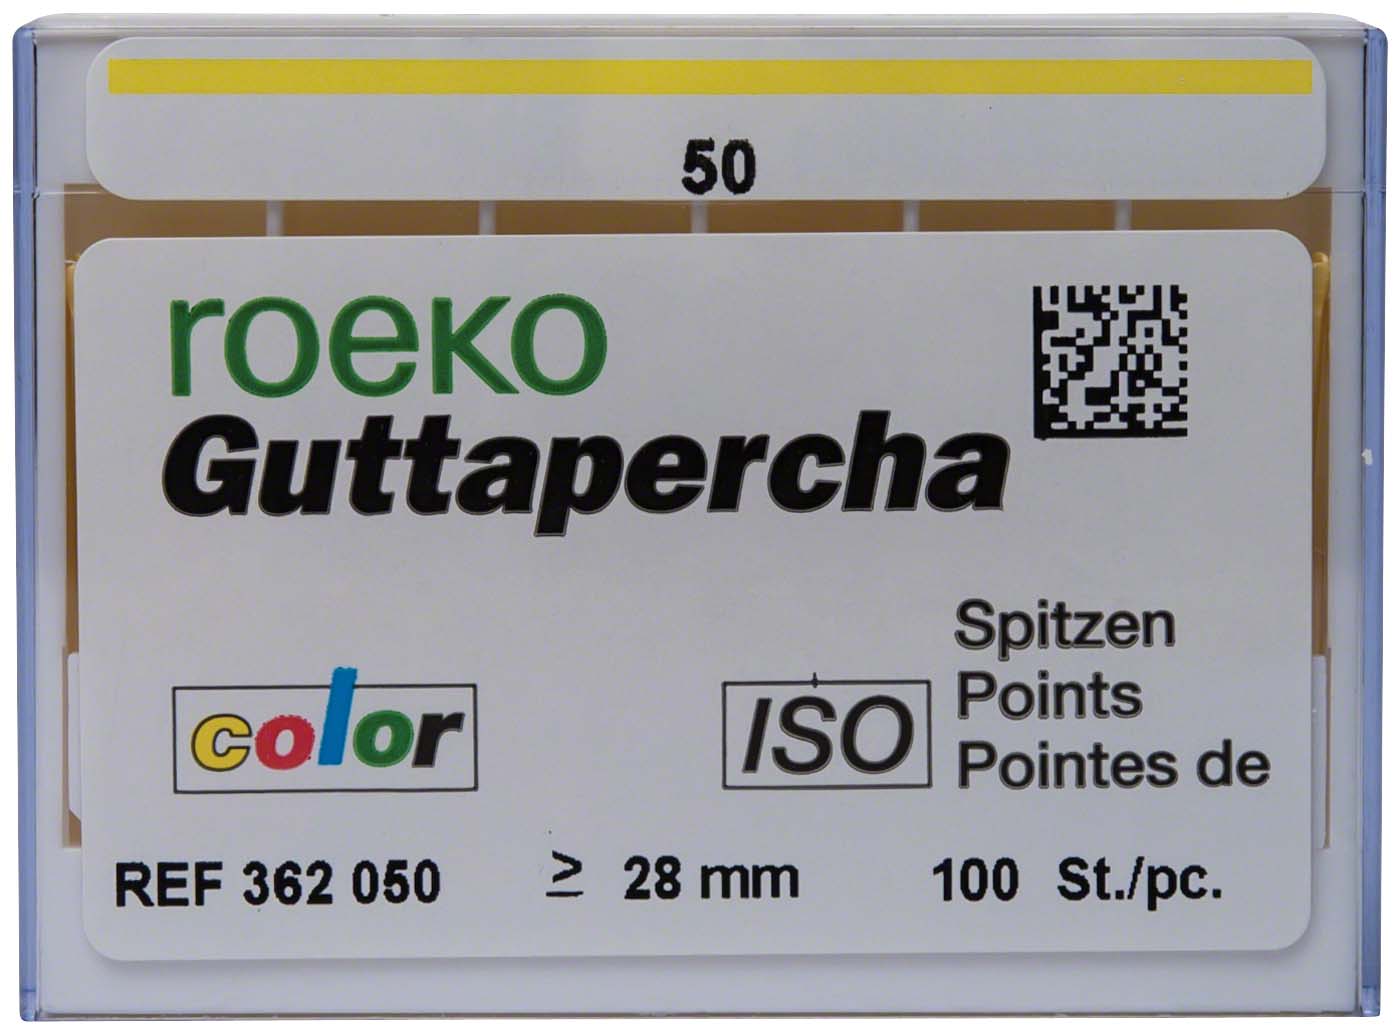 50
roeko
Guttapercha
Spitzen
Points
Pointes de
color
ISO
REF 362 050 ≥ 28 mm 100 St./pc.